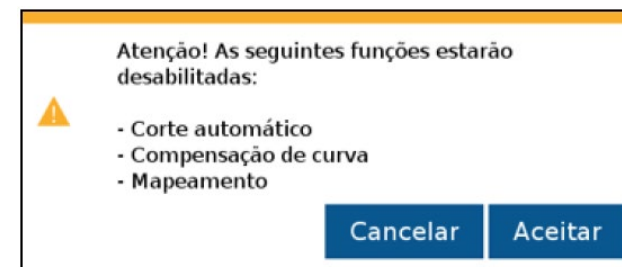 Atenção! As seguintes funções estarão
desabilitadas:
- Corte automático
- Compensação de curva
- Mapeamento
Cancelar Aceitar